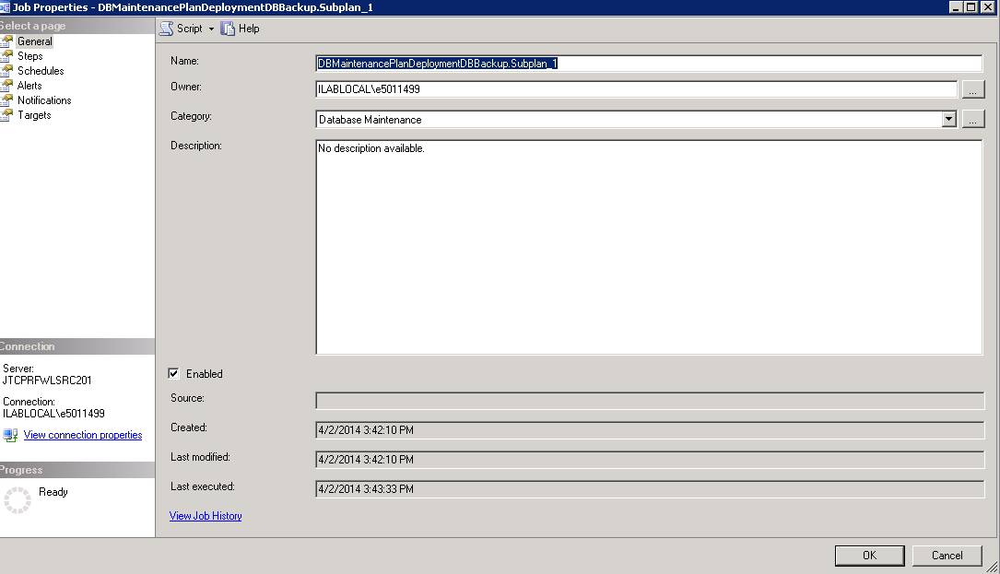 Job Properties - DBMaintenancePlanDeploymentDBBackup.Subplan_1
Select a page
General
Steps
Schedules
Alerts
Notifications
Targets
Script
Help
Name:
DBMaintenancePlanDeploymentDBBackup.Subplan_1
Owner:
ILABLOCAL\e5011499
...
Category:
Database Maintenance
...
Description:
No description available.
Enabled
Source:
Created:
4/2/2014 3:42:10 PM
Last modified:
4/2/2014 3:42:10 PM
Last executed:
4/2/2014 3:43:33 PM
View Job History
Connection
Server:
JTCPRFWLSRC201
Connection:
ILABLOCAL\e5011499
View connection properties
Progress
Ready
OK
Cancel